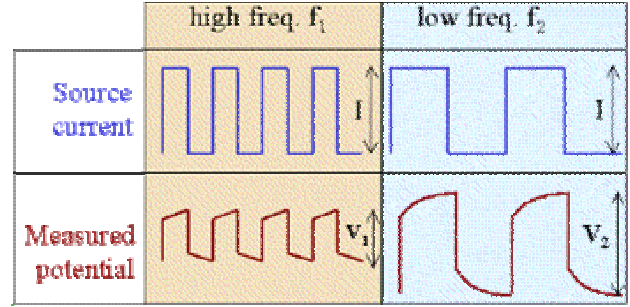 high freq. f₁
low freq. f₂
Source
current
I
I
Measured
potential
V₁
V₂